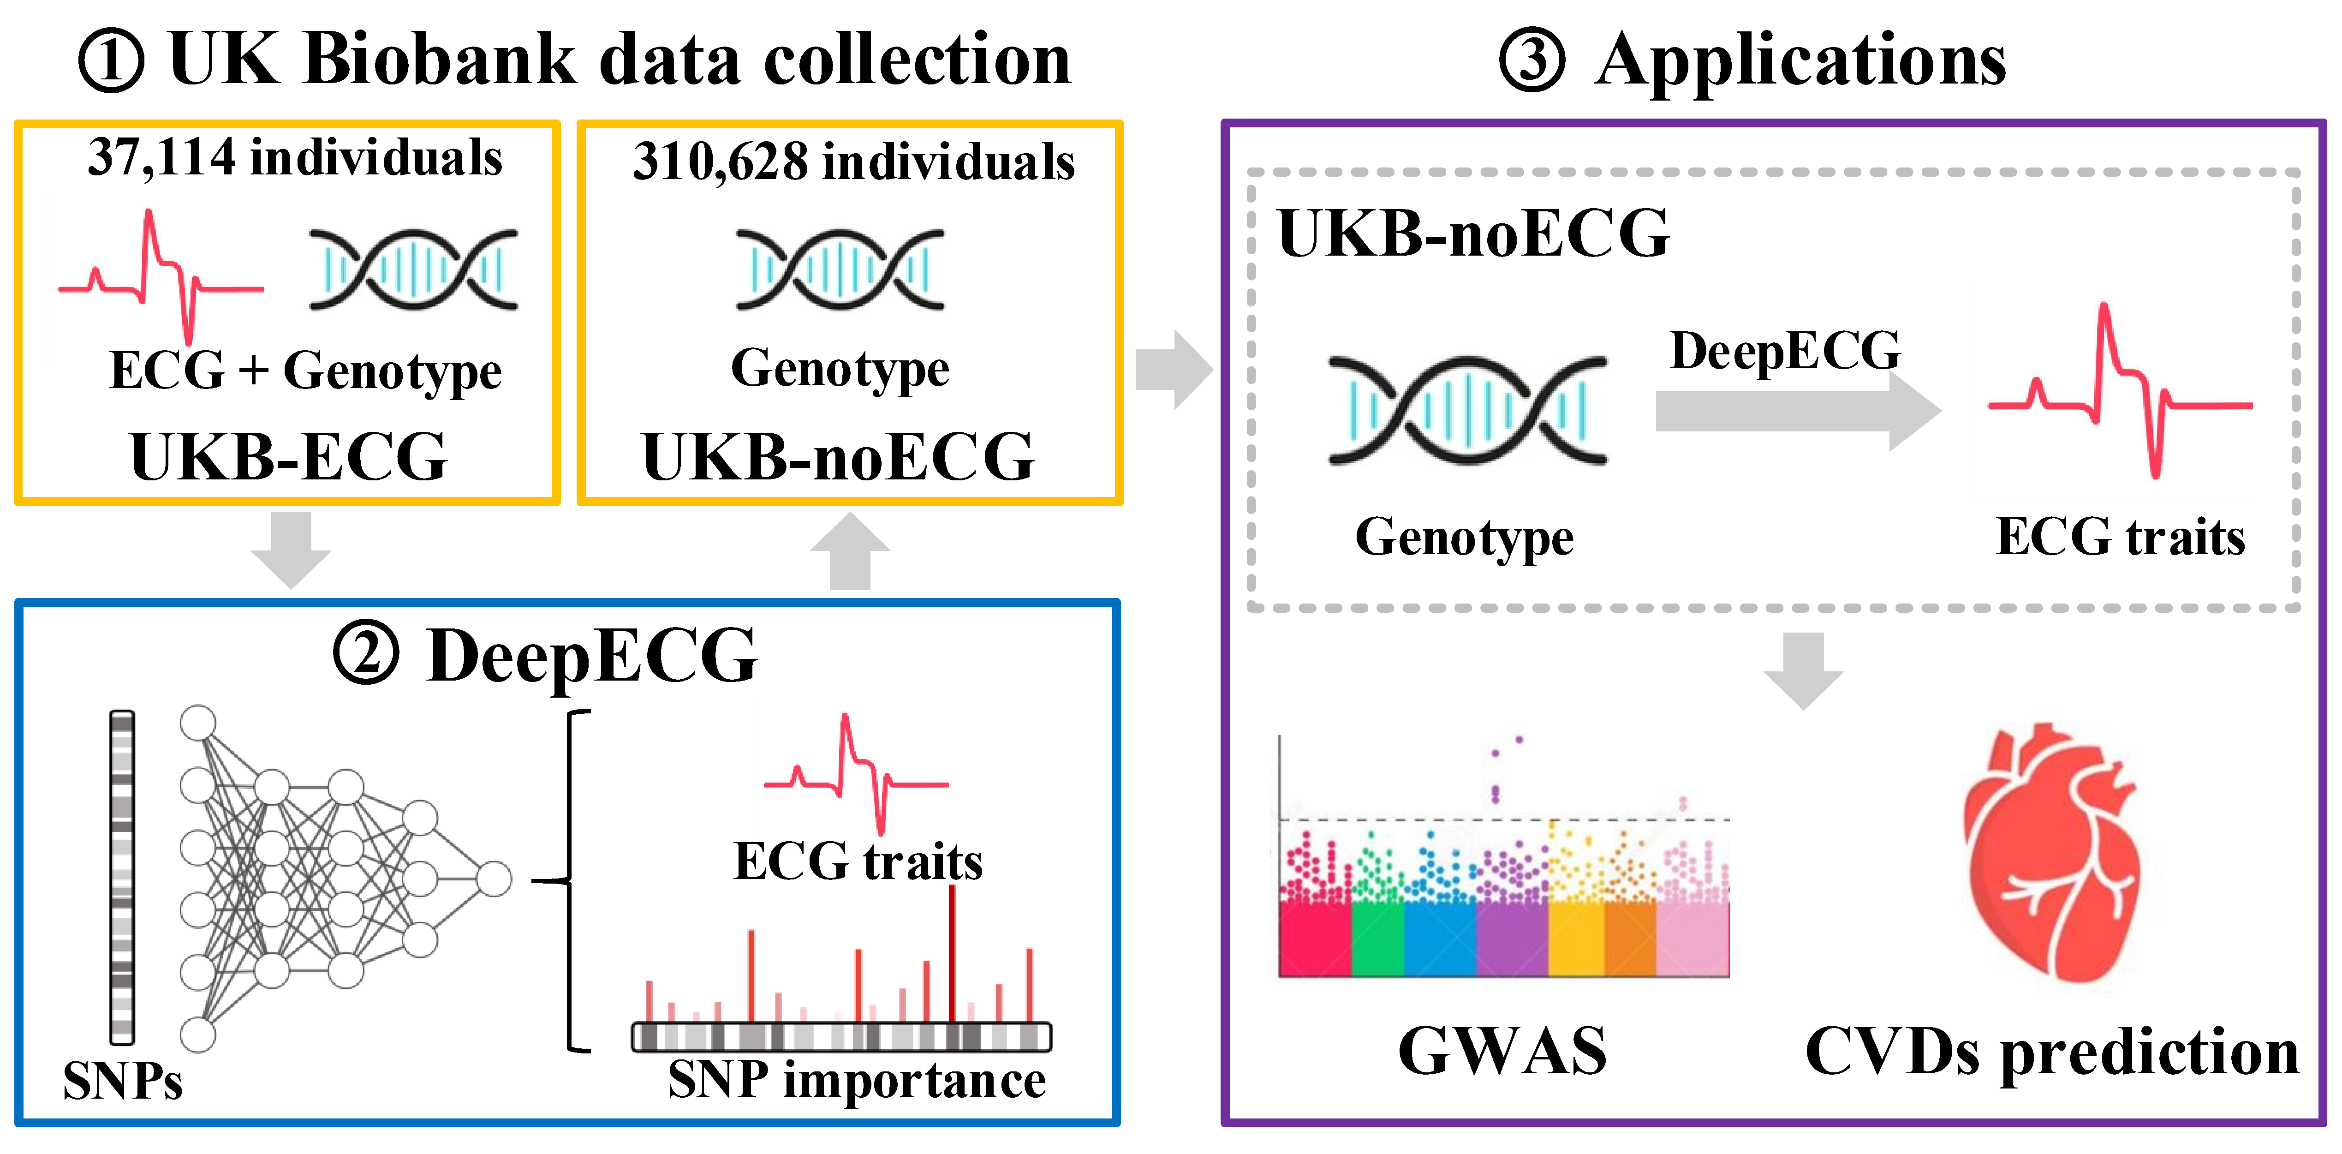 ① UK Biobank data collection
37,114 individuals
ECG + Genotype
UKB-ECG
310,628 individuals
Genotype
UKB-noECG
② DeepECG
SNPs
ECG traits
SNP importance
③ Applications
UKB-noECG
DeepECG
Genotype
ECG traits
GWAS
CVDs prediction